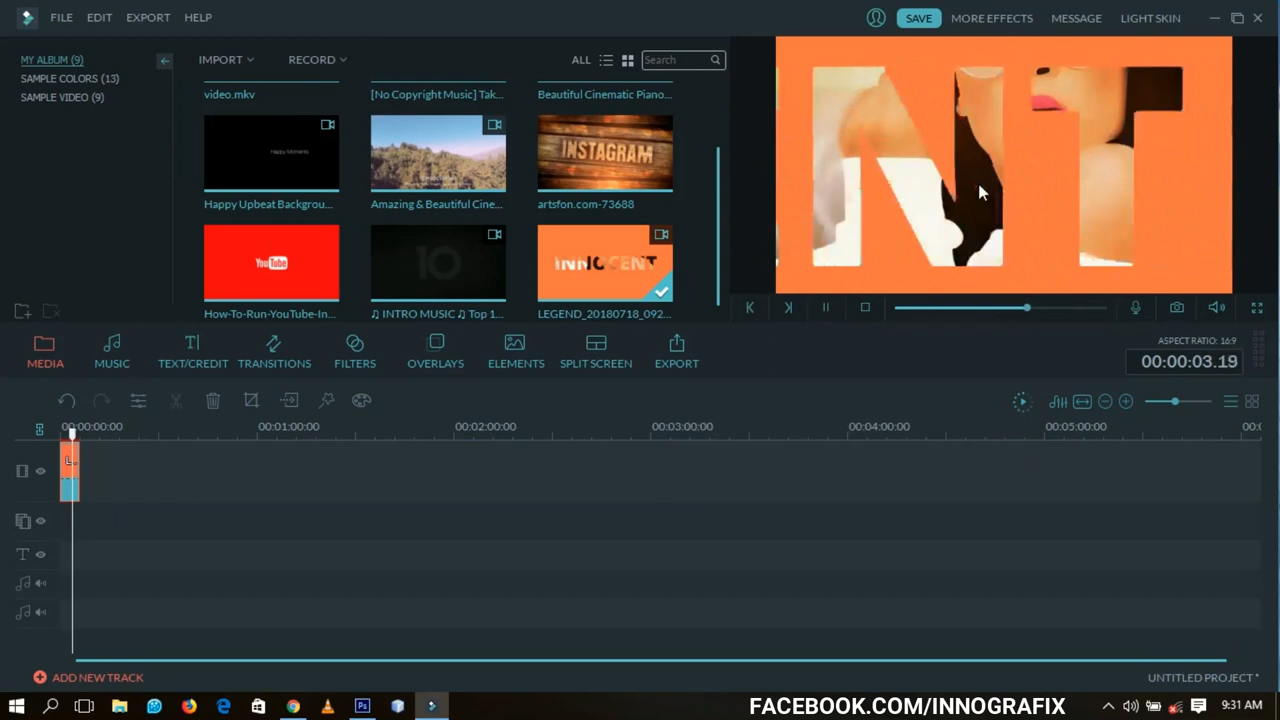 FILE EDIT EXPORT HELP SAVE MORE EFFECTS MESSAGE LIGHT SKIN
MY ALBUM (9)
SAMPLE COLORS (13)
SAMPLE VIDEO (9)
IMPORT RECORD ALL Search
video.mkv [No Copyright Music] Tak... Beautiful Cinematic Piano...
Happy Moments
INSTAGRAM
Happy Upbeat Backgrou... Amazing & Beautiful Cine... artsfon.com-73688
YouTube 10 INNOCENT
How-To-Run-YouTube-In... ♫ INTRO MUSIC ♫ Top 1... LEGEND_20180718_092...
NT
MEDIA MUSIC TEXT/CREDIT TRANSITIONS FILTERS OVERLAYS ELEMENTS SPLIT SCREEN EXPORT
ASPECT RATIO: 16:9
00:00:03.19
00:00:00:00 00:01:00:00 00:02:00:00 00:03:00:00 00:04:00:00 00:05:00:00 00:0
L...
ADD NEW TRACK UNTITLED PROJECT *
FACEBOOK.COM/INNOGRAFIX
9:31 AM